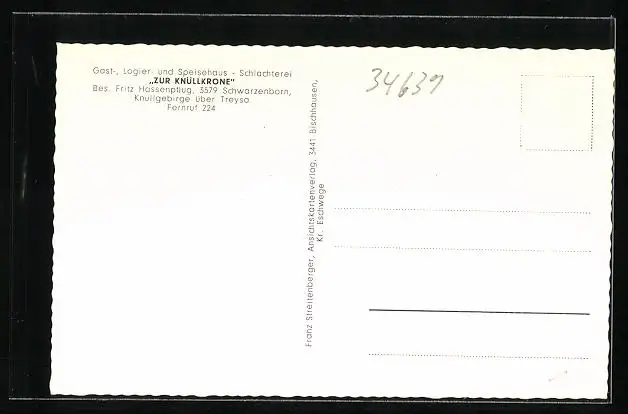 Gast-, Logier- und Speisehaus - Schlachterei
„ZUR KNÜLLKRONE"
Bes. Fritz Hassenpflug, 3579 Schwarzenborn,
Knüllgebirge über Treysa
Fernruf 224
Franz Streitenberger, Ansichtskartenverlag, 3441 Bischhausen,
Kr. Eschwege
34639